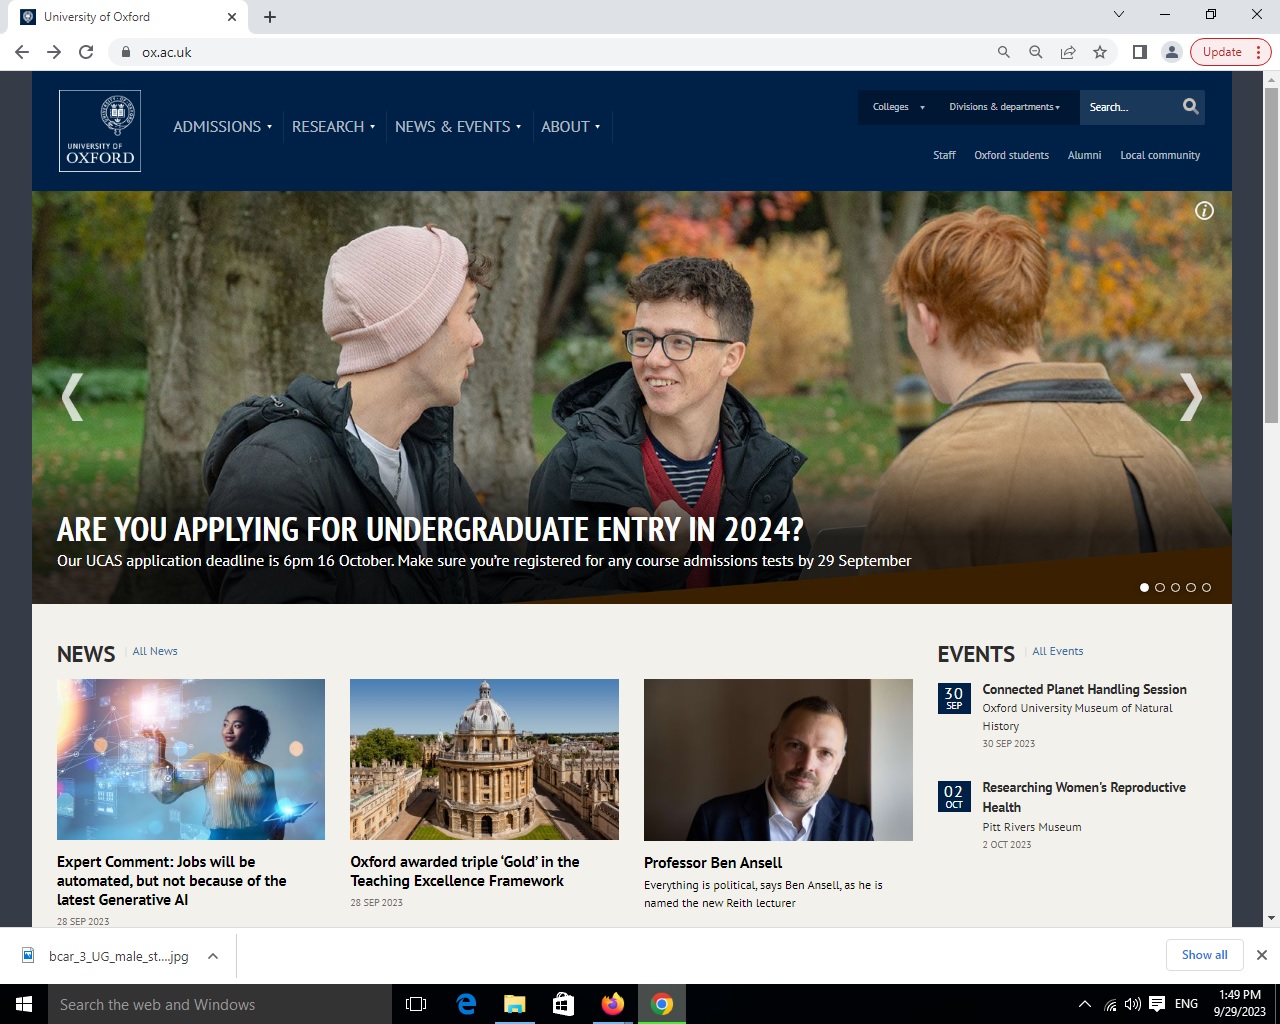 University of Oxford
ox.ac.uk
Update
UNIVERSITY OF
OXFORD
ADMISSIONS
RESEARCH
NEWS & EVENTS
ABOUT
Colleges
Divisions & departments
Search...
Staff
Oxford students
Alumni
Local community
ARE YOU APPLYING FOR UNDERGRADUATE ENTRY IN 2024?
Our UCAS application deadline is 6pm 16 October. Make sure you’re registered for any course admissions tests by 29 September
NEWS
All News
Expert Comment: Jobs will be
automated, but not because of the
latest Generative AI
28 SEP 2023
Oxford awarded triple ‘Gold’ in the
Teaching Excellence Framework
28 SEP 2023
Professor Ben Ansell
Everything is political, says Ben Ansell, as he is
named the new Reith lecturer
EVENTS
All Events
30
SEP
Connected Planet Handling Session
Oxford University Museum of Natural
History
30 SEP 2023
02
OCT
Researching Women's Reproductive
Health
Pitt Rivers Museum
2 OCT 2023
bcar_3_UG_male_st....jpg
Show all
Search the web and Windows
ENG
1:49 PM
9/29/2023